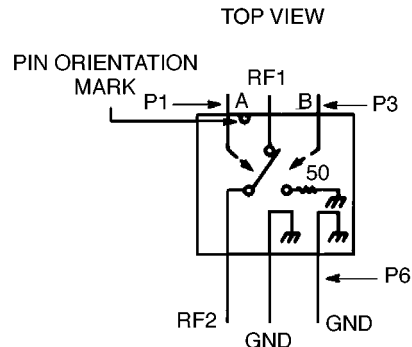 TOP VIEW
PIN ORIENTATION
MARK
P1
A
RF1
B
P3
50
P6
RF2
GND
GND